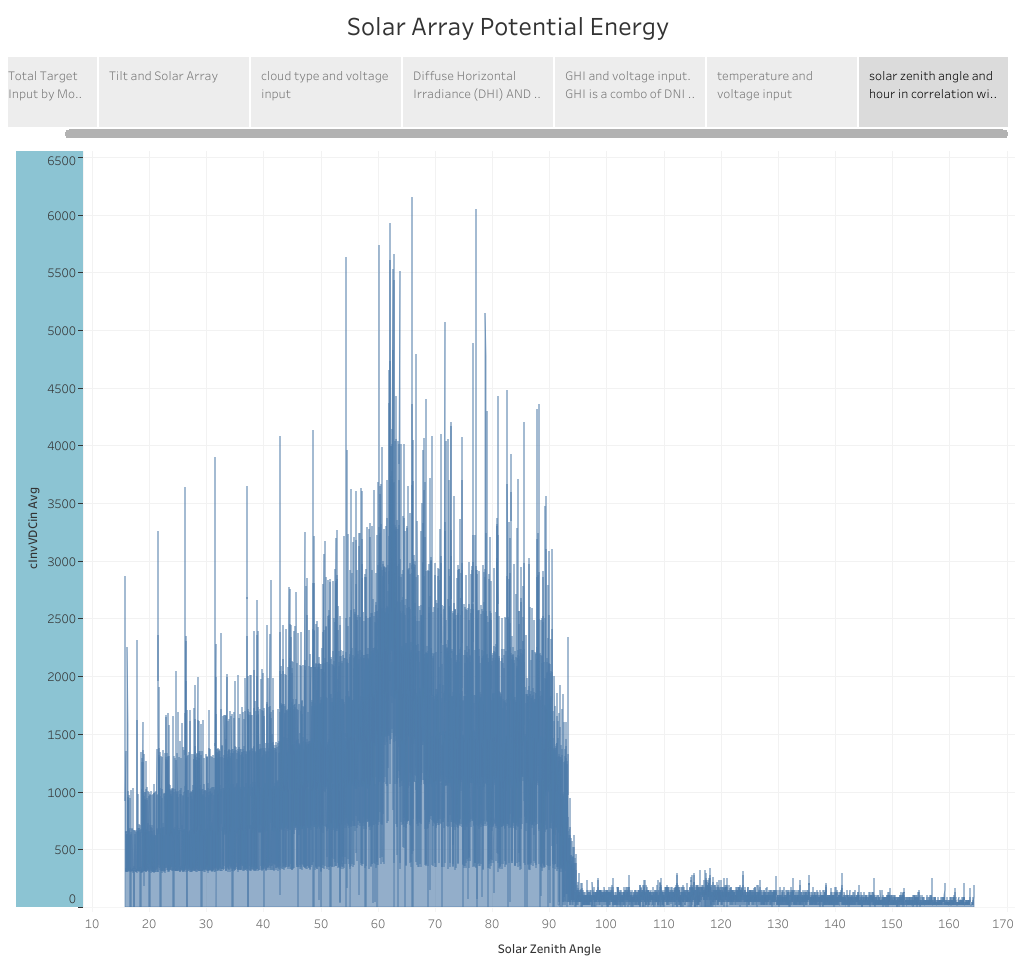 Solar Array Potential Energy
Total Target
Input by Mo..
Tilt and Solar Array
cloud type and voltage
input
Diffuse Horizontal
Irradiance (DHI) AND ..
GHI and voltage input.
GHI is a combo of DNI ..
temperature and
voltage input
solar zenith angle and
hour in correlation wi..
6500
6000
5500
5000
4500
4000
3500
3000
2500
2000
1500
1000
500
0
cInvVDCin Avg
10 20 30 40 50 60 70 80 90 100 110 120 130 140 150 160 170
Solar Zenith Angle